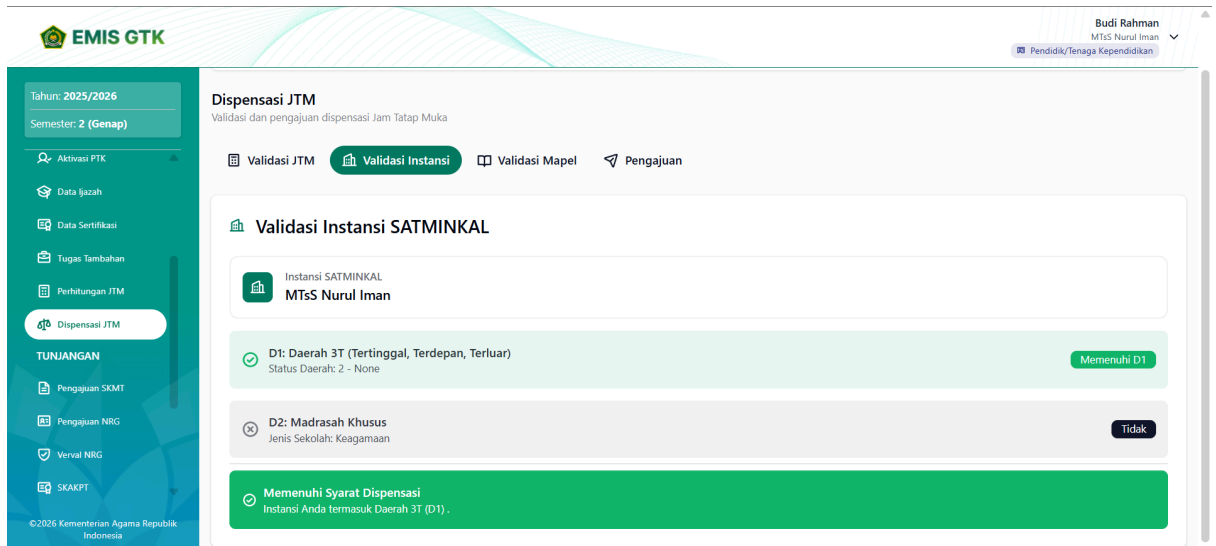 EMIS GTK
Budi Rahman
MTsS Nurul Iman
Pendidik/Tenaga Kependidikan
Tahun: 2025/2026
Semester: 2 (Genap)
Aktivasi PTK
Data Ijazah
Data Sertifikasi
Tugas Tambahan
Perhitungan JTM
Dispensasi JTM
TUNJANGAN
Pengajuan SKMT
Pengajuan NRG
Verval NRG
SKAKPT
©2026 Kementerian Agama Republik
Indonesia
Dispensasi JTM
Validasi dan pengajuan dispensasi Jam Tatap Muka
Validasi JTM
Validasi Instansi
Validasi Mapel
Pengajuan
Validasi Instansi SATMINKAL
Instansi SATMINKAL
MTsS Nurul Iman
D1: Daerah 3T (Tertinggal, Terdepan, Terluar)
Status Daerah: 2 - None
Memenuhi D1
D2: Madrasah Khusus
Jenis Sekolah: Keagamaan
Tidak
Memenuhi Syarat Dispensasi
Instansi Anda termasuk Daerah 3T (D1) .